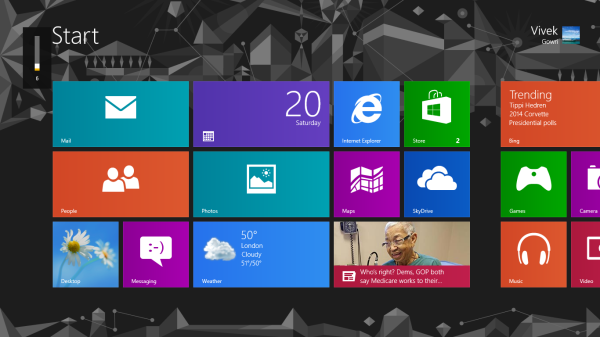 Start
Vivek
Gowri
6
Mail
20
Saturday
Internet Explorer
Store
2
Trending
Tippi Hedren
2014 Corvette
Presidential polls
Bing
People
Photos
Maps
SkyDrive
Games
Camera
Desktop
:-)
Messaging
50°
London
Cloudy
51°/50°
Weather
Who's right? Dems, GOP both
say Medicare works to their...
Music
Video